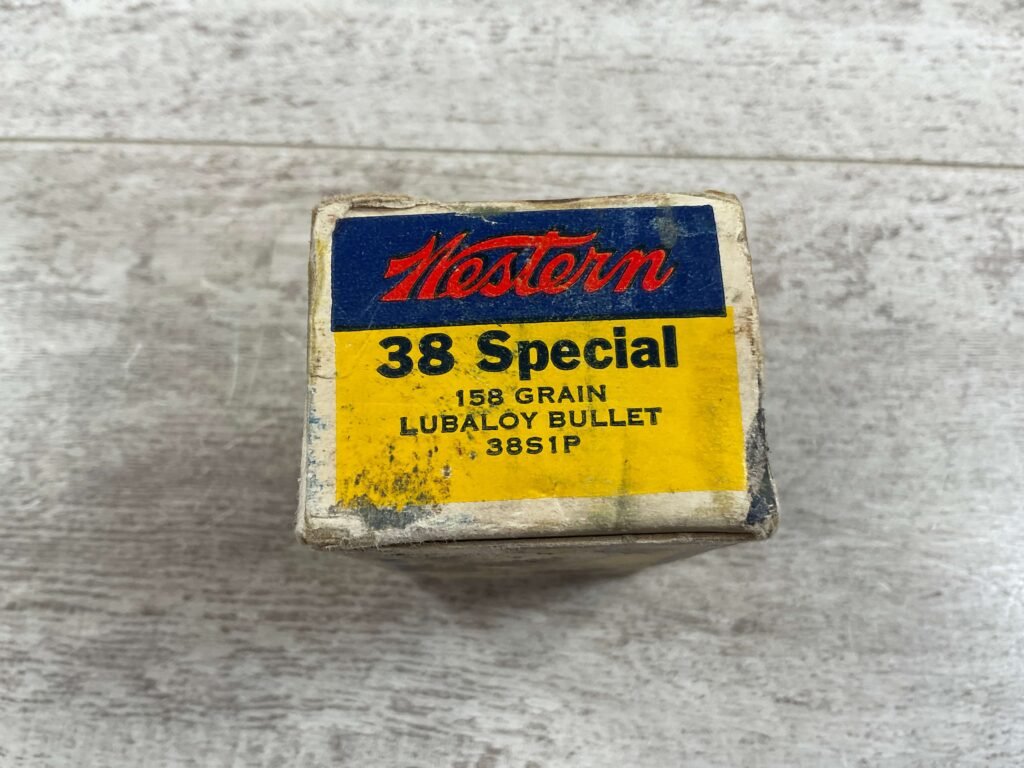 Western
38 Special
158 GRAIN
LUBALOY BULLET
38S1P